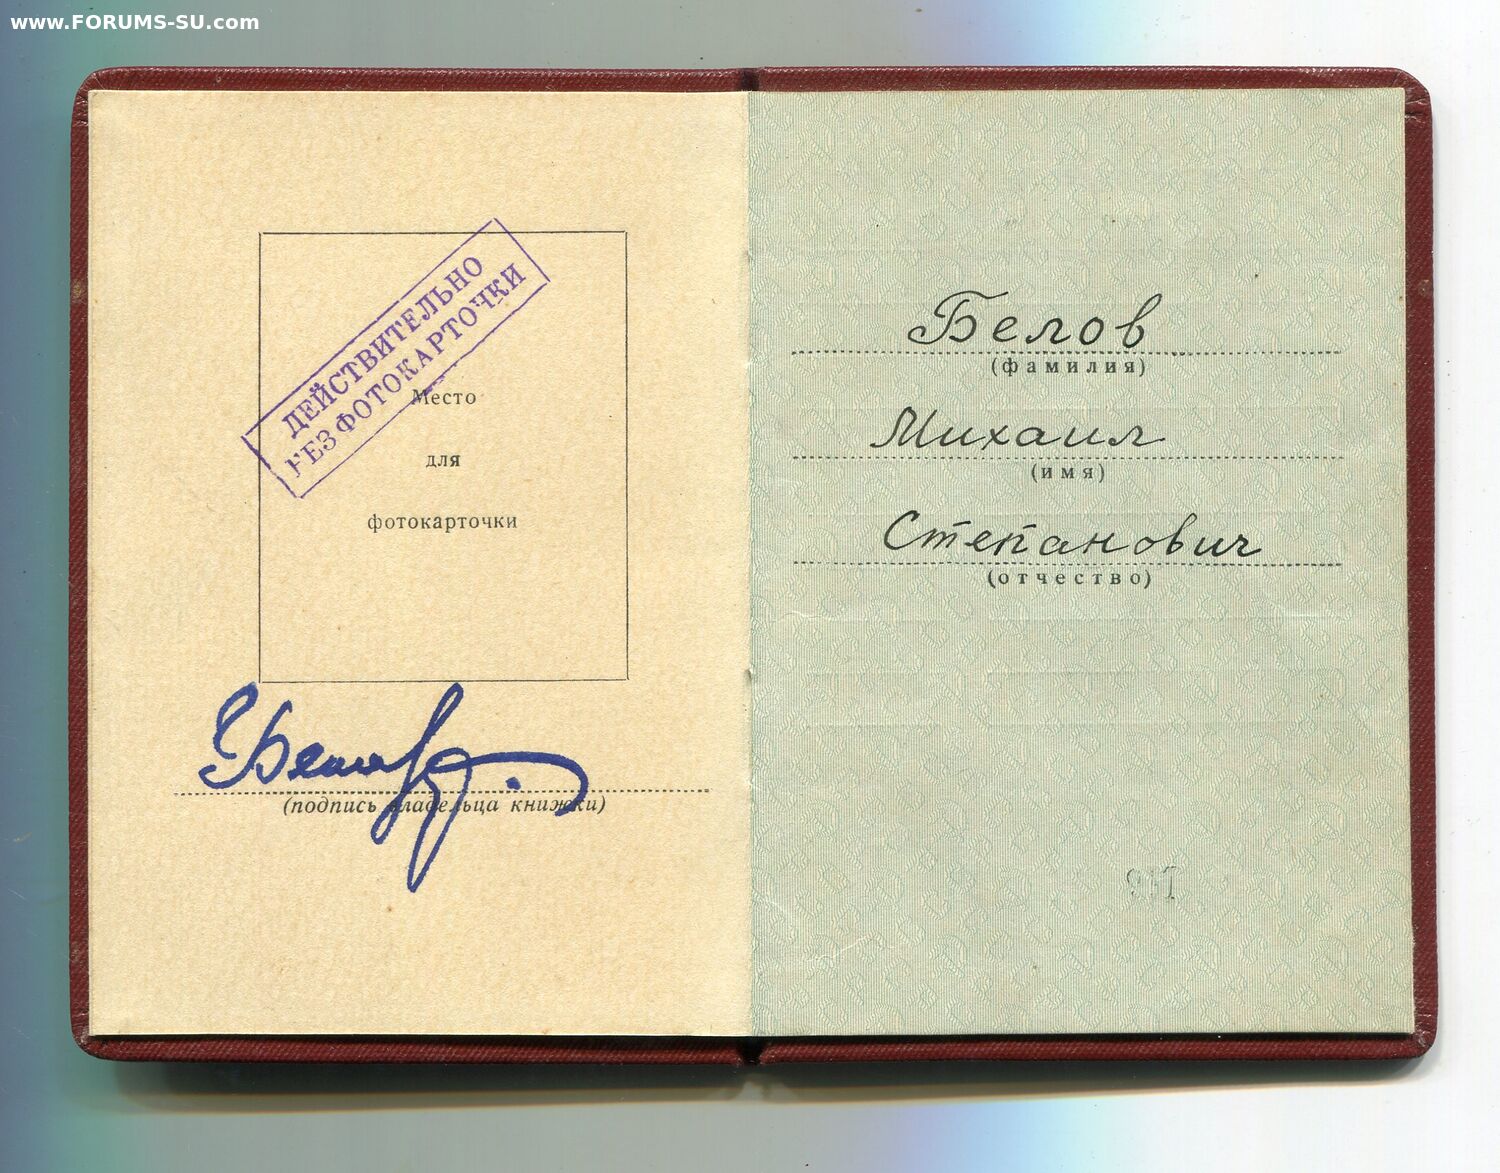 www.FORUMS-SU.com
ДЕЙСТВИТЕЛЬНО
БЕЗ ФОТОКАРТОЧКИ
Место
для
фотокарточки
(подпись владельца книжки)
Белов
(фамилия)
Михаил
(имя)
Степанович
(отчество)